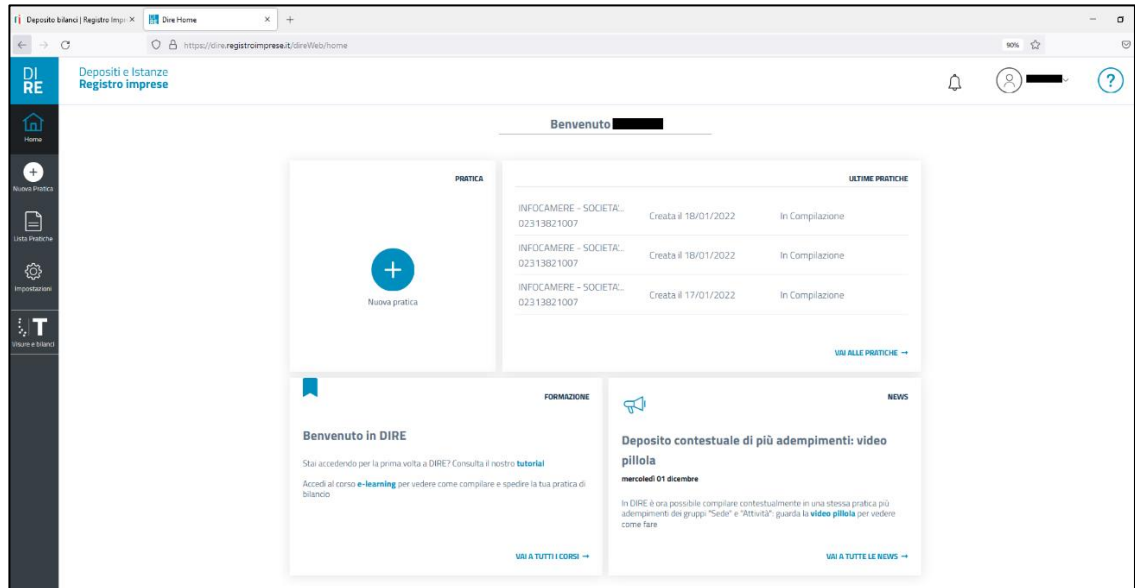 Deposito bilanci | Registro Impr
Dire Home
https://dire.registroimprese.it/direWeb/home
90%
DI
RE
Depositi e Istanze
Registro imprese
?
Home
Nuova Pratica
Lista Pratiche
Impostazioni
T
Visure e bilanci
Benvenuto
PRATICA
Nuova pratica
ULTIME PRATICHE
INFOCAMERE - SOCIETA'... Creata il 18/01/2022 In Compilazione
02313821007
INFOCAMERE - SOCIETA'... Creata il 18/01/2022 In Compilazione
02313821007
INFOCAMERE - SOCIETA'... Creata il 17/01/2022 In Compilazione
02313821007
VAI ALLE PRATICHE →
FORMAZIONE
Benvenuto in DIRE
Stai accedendo per la prima volta a DIRE? Consulta il nostro tutorial
Accedi al corso e-learning per vedere come compilare e spedire la tua pratica di
bilancio
VAI A TUTTI I CORSI →
NEWS
Deposito contestuale di più adempimenti: video
pillola
mercoledì 01 dicembre
In DIRE è ora possibile compilare contestualmente in una stessa pratica più
adempimenti dei gruppi "Sede" e "Attività": guarda la video pillola per vedere
come fare
VAI A TUTTE LE NEWS →